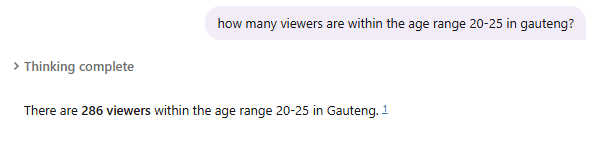 how many viewers are within the age range 20-25 in gauteng?
Thinking complete
There are 286 viewers within the age range 20-25 in Gauteng. 1